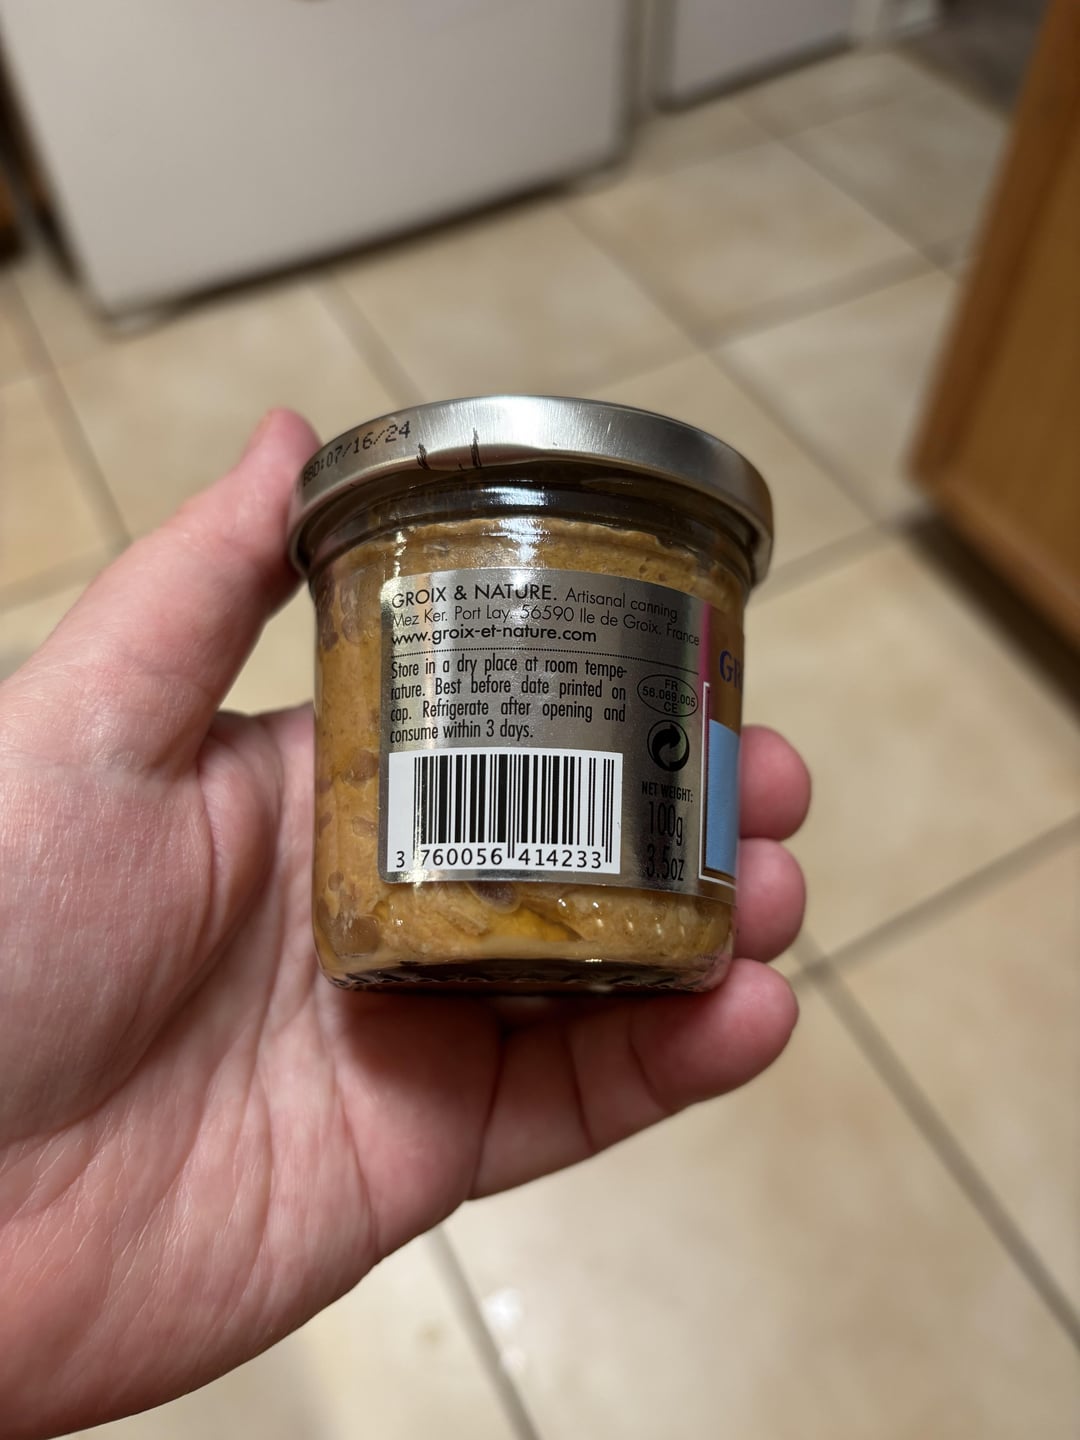 BBD:07/16/24
GROIX & NATURE. Artisanal canning
Mez Ker. Port Lay. 56590 Ile de Groix. France
www.groix-et-nature.com
Store in a dry place at room tempe-
rature. Best before date printed on
cap. Refrigerate after opening and
consume within 3 days.
FR
56.069.005
CE
NET WEIGHT:
100g
3.5oz
3 760056 414233